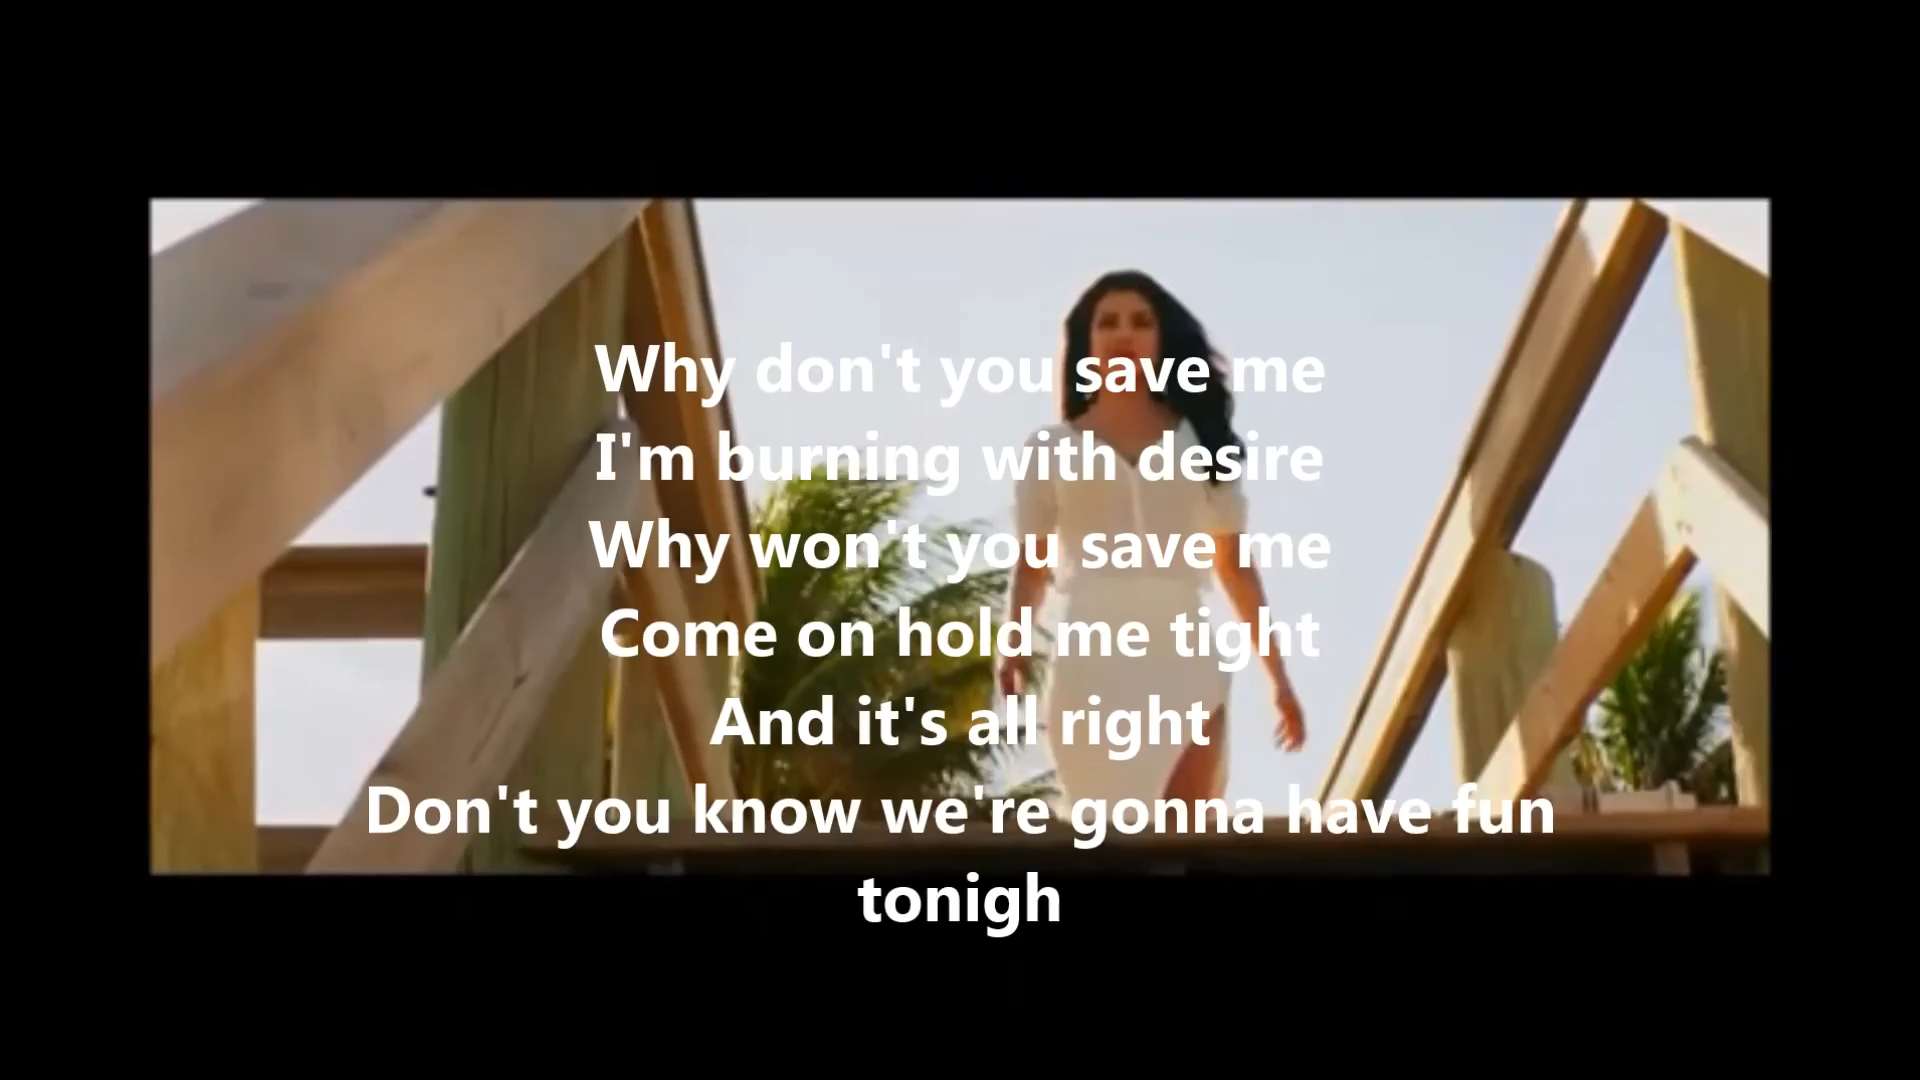 Why don't you save me
I'm burning with desire
Why won't you save me
Come on hold me tight
And it's all right
Don't you know we're gonna have fun
tonigh